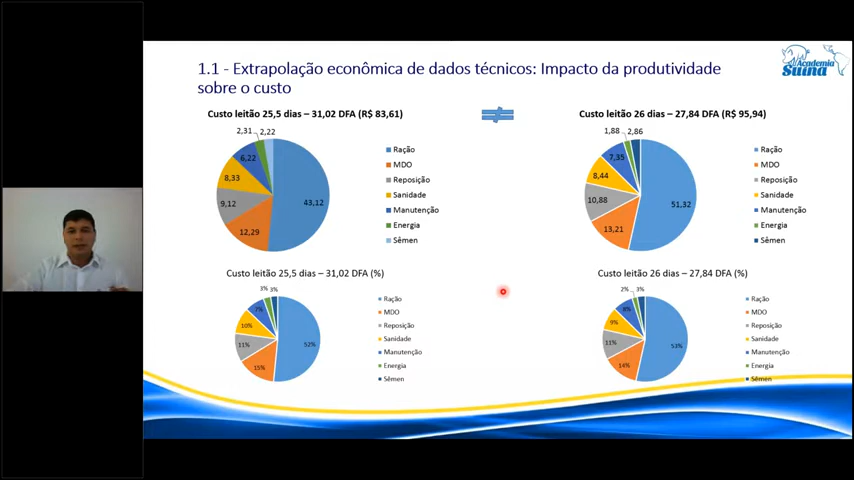 1.1 - Extrapolação econômica de dados técnicos: Impacto da produtividade
sobre o custo
Academia
Suína
Custo leitão 25,5 dias – 31,02 DFA (R$ 83,61)
2,31
2,22
6,22
8,33
9,12
12,29
43,12
Ração
MDO
Reposição
Sanidade
Manutenção
Energia
Sêmen
Custo leitão 26 dias – 27,84 DFA (R$ 95,94)
1,88
2,86
7,35
8,44
10,88
13,21
51,32
Ração
MDO
Reposição
Sanidade
Manutenção
Energia
Sêmen
Custo leitão 25,5 dias – 31,02 DFA (%)
3%
3%
7%
10%
11%
15%
52%
Ração
MDO
Reposição
Sanidade
Manutenção
Energia
Sêmen
Custo leitão 26 dias – 27,84 DFA (%)
2%
3%
8%
9%
11%
14%
53%
Ração
MDO
Reposição
Sanidade
Manutenção
Energia
Sêmen